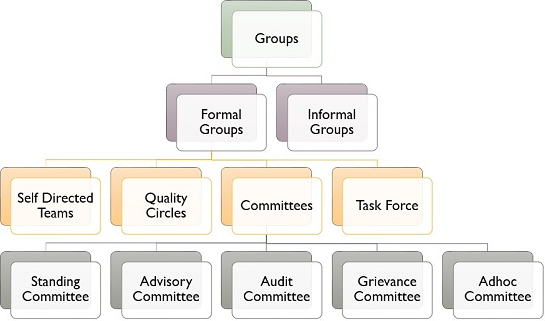 Groups
Formal
Groups
Informal
Groups
Self Directed
Teams
Quality
Circles
Committees
Task Force
Standing
Committee
Advisory
Committee
Audit
Committee
Grievance
Committee
Adhoc
Committee